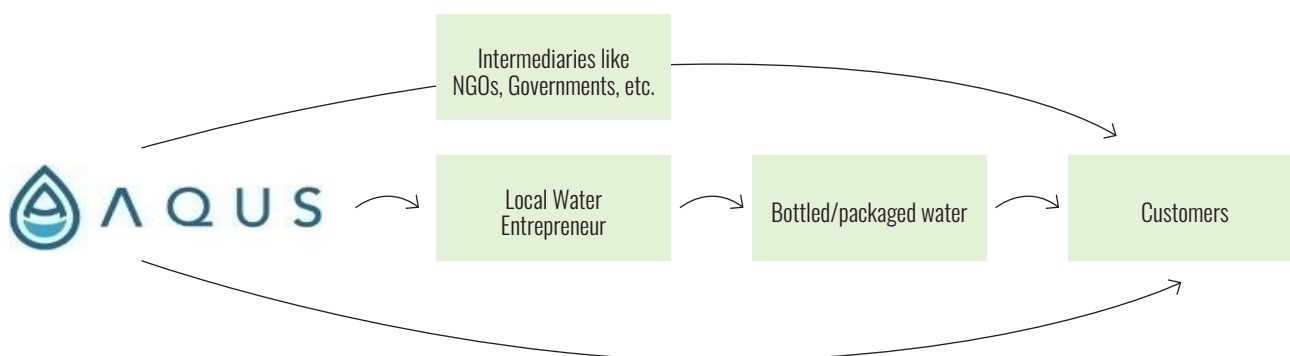 Intermediaries like
NGOs, Governments, etc.
AQUS
Local Water
Entrepreneur
Bottled/packaged water
Customers